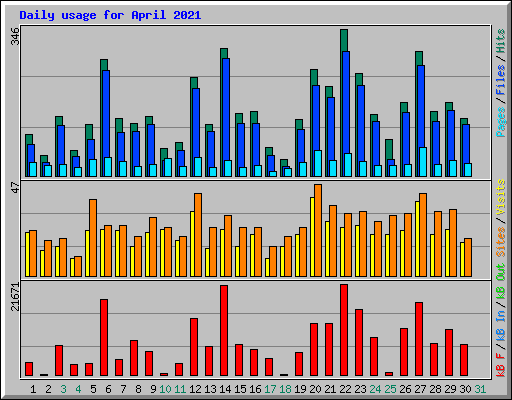 Daily usage for April 2021
346
Pages / Files / Hits
47
Sites / Visits
21671
kB F / kB In / kB Out
1 2 3 4 5 6 7 8 9 10 11 12 13 14 15 16 17 18 19 20 21 22 23 24 25 26 27 28 29 30 31